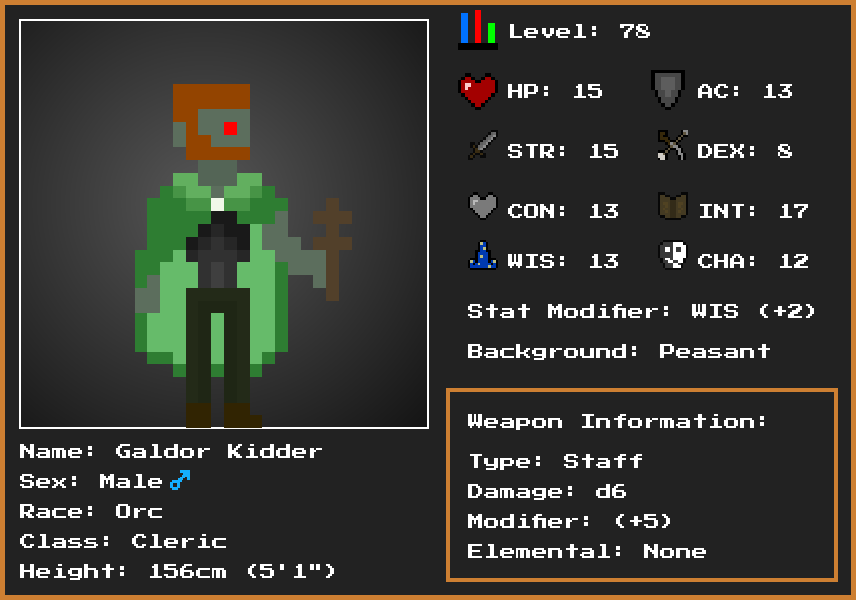 Level: 78
HP: 15
AC: 13
STR: 15
DEX: 8
CON: 13
INT: 17
WIS: 13
CHA: 12
Stat Modifier: WIS (+2)
Background: Peasant
Weapon Information:
Type: Staff
Damage: d6
Modifier: (+5)
Elemental: None
Name: Galdor Kidder
Sex: Male ♂
Race: Orc
Class: Cleric
Height: 156cm (5'1")